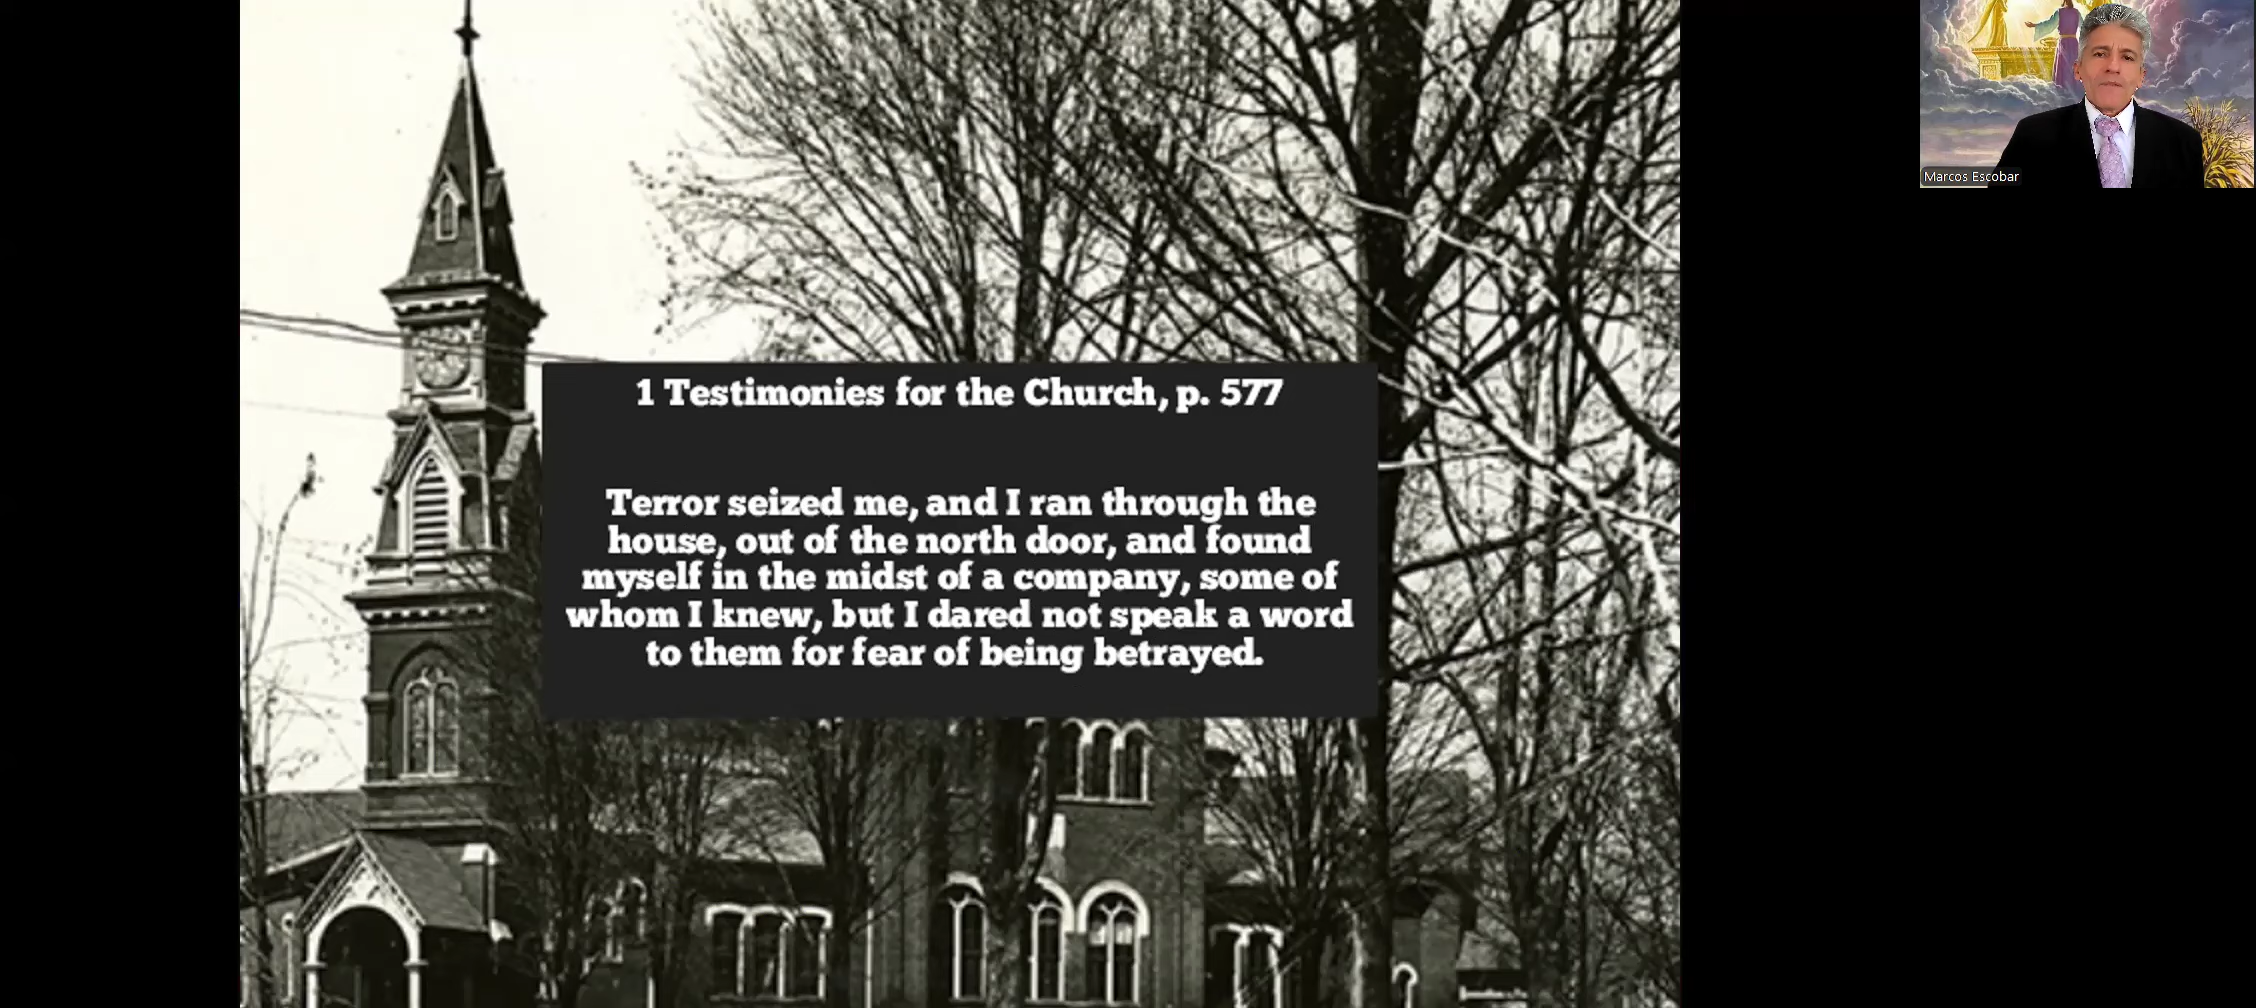 1 Testimonies for the Church, p. 577
Terror seized me, and I ran through the
house, out of the north door, and found
myself in the midst of a company, some of
whom I knew, but I dared not speak a word
to them for fear of being betrayed.
Marcos Escobar